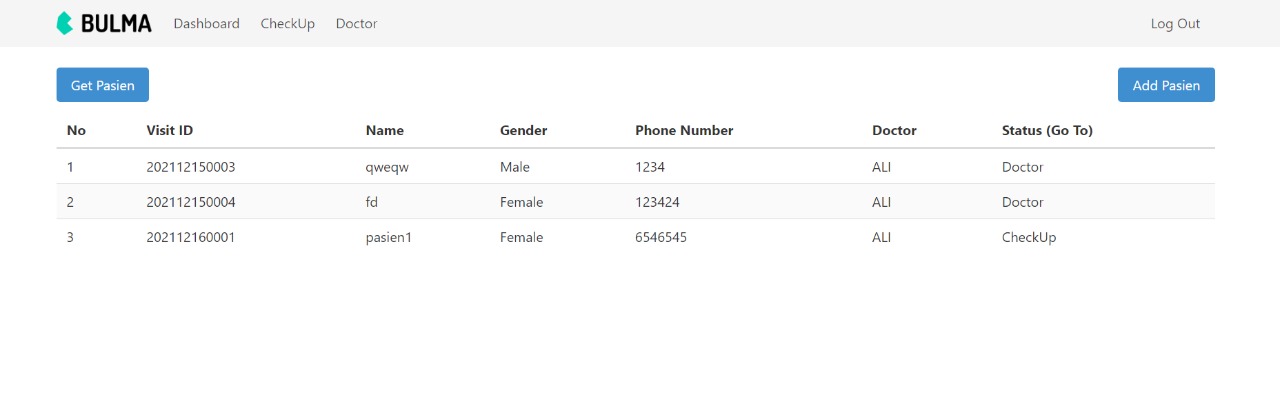 BULMA Dashboard CheckUp Doctor Log Out
Get Pasien Add Pasien
No Visit ID Name Gender Phone Number Doctor Status (Go To)
1 202112150003 qweqw Male 1234 ALI Doctor
2 202112150004 fd Female 123424 ALI Doctor
3 202112160001 pasien1 Female 6546545 ALI CheckUp